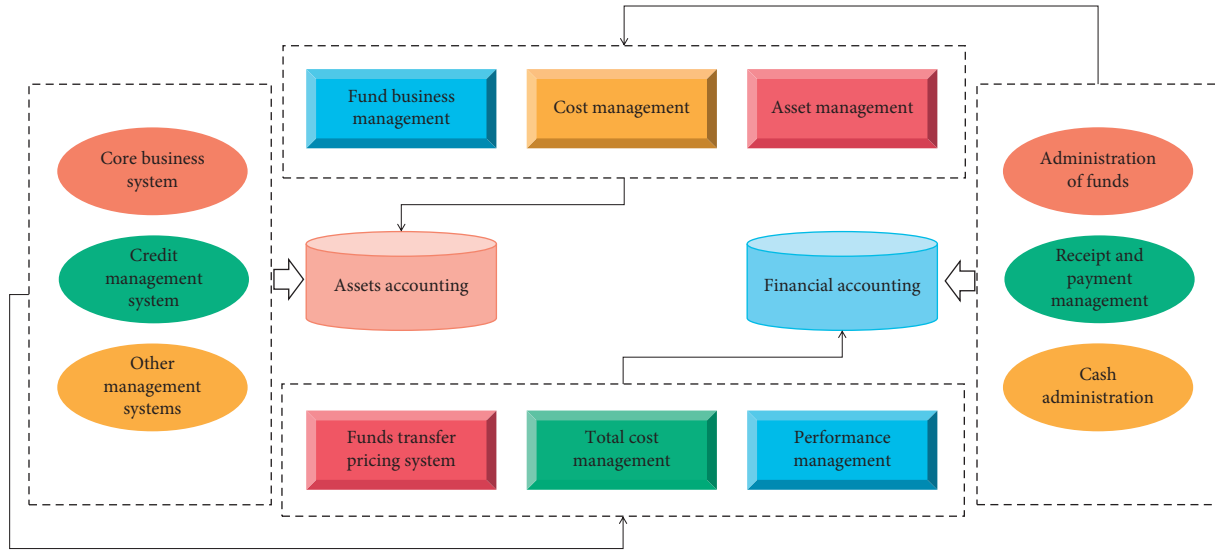 Fund business
management
Cost management
Asset management
Core business
system
Credit
management
system
Other
management
systems
Assets accounting
Financial accounting
Administration
of funds
Receipt and
payment
management
Cash
administration
Funds transfer
pricing system
Total cost
management
Performance
management